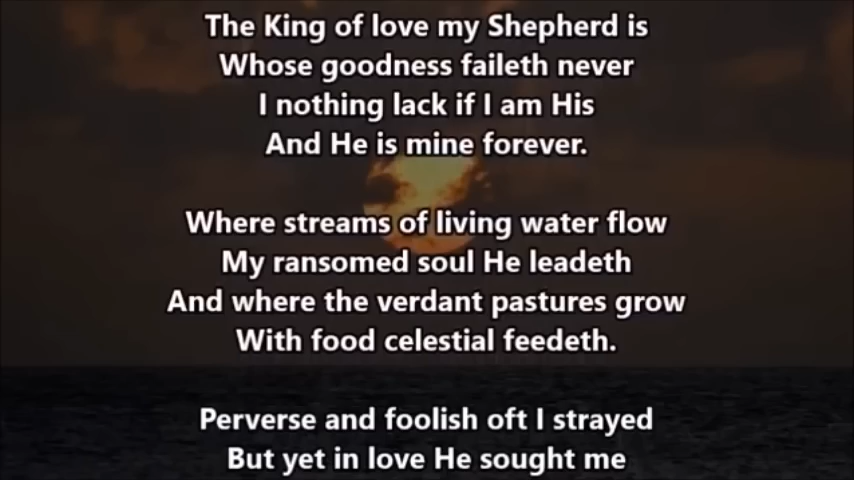 The King of love my Shepherd is
Whose goodness faileth never
I nothing lack if I am His
And He is mine forever.
Where streams of living water flow
My ransomed soul He leadeth
And where the verdant pastures grow
With food celestial feedeth.
Perverse and foolish oft I strayed
But yet in love He sought me